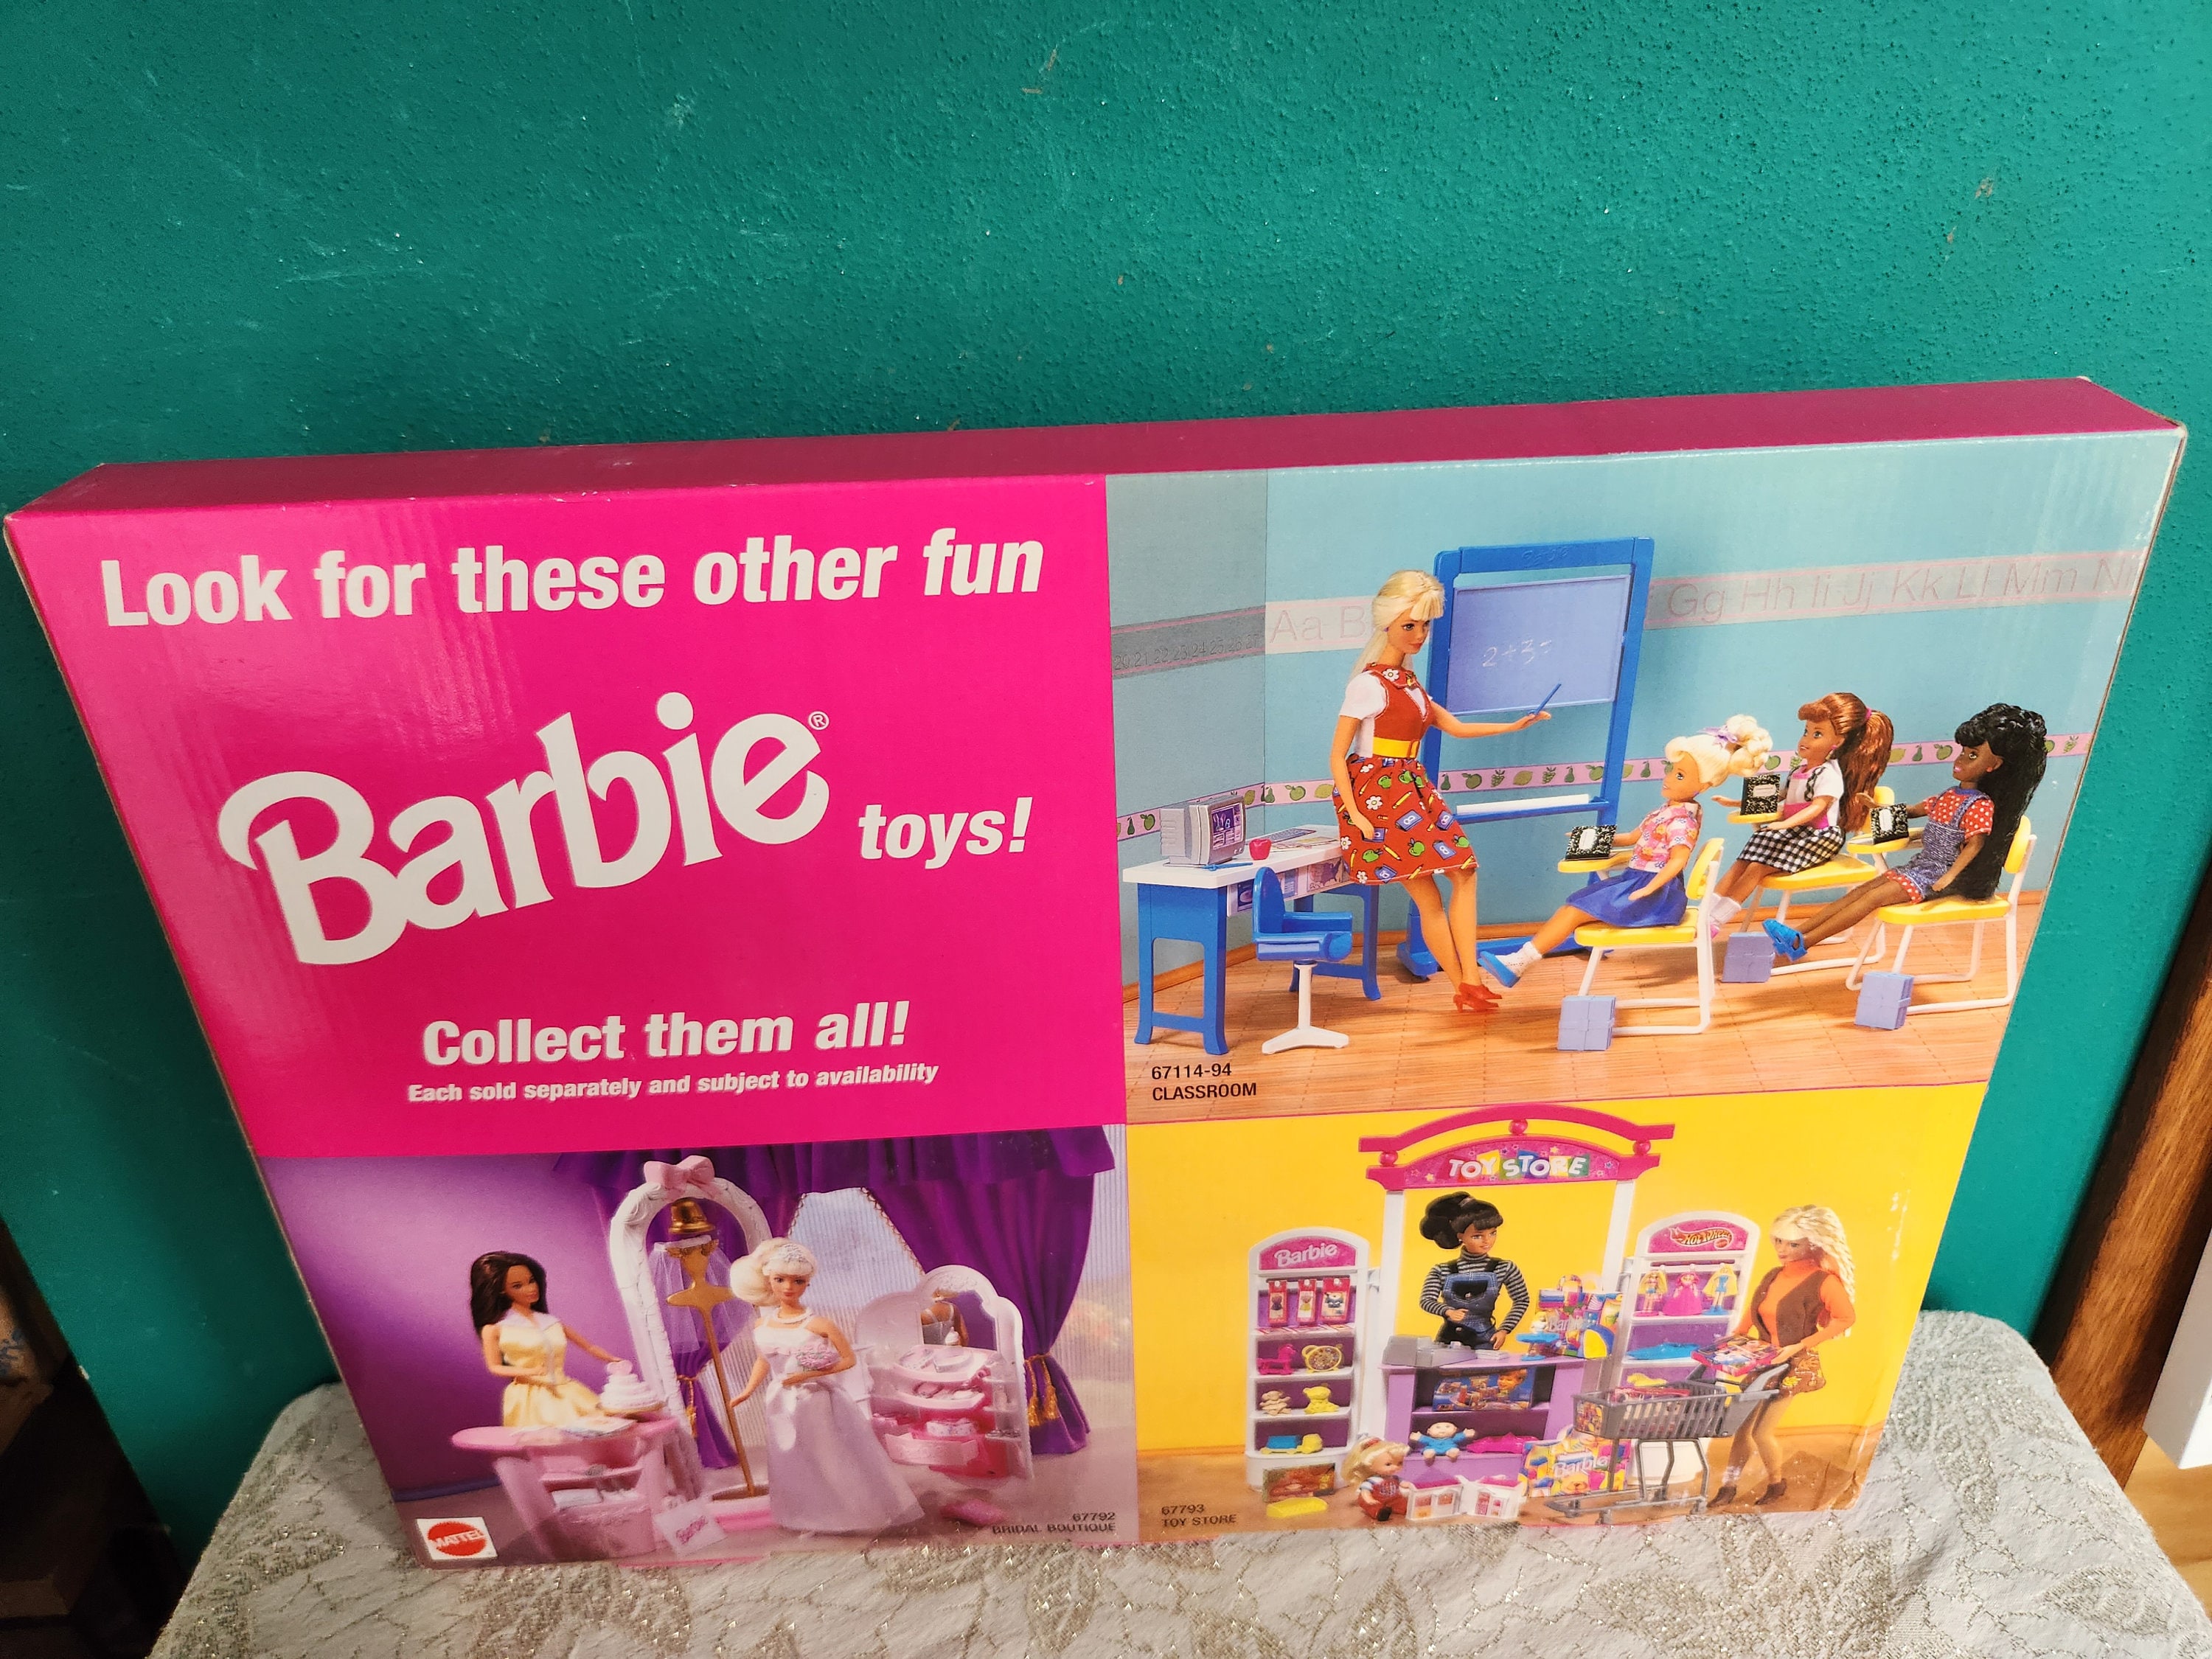 Look for these other fun
Barbie® toys!
Collect them all!
Each sold separately and subject to availability
Aa B
Gg Hh Ii Jj Kk Ll Mm Nn
2+3=
67114-94
CLASSROOM
TOY STORE
Barbie
HOT WHEELS
Barbie
Barbie
67793
TOY STORE
67792
BRIDAL BOUTIQUE
Barbie
MATTEL